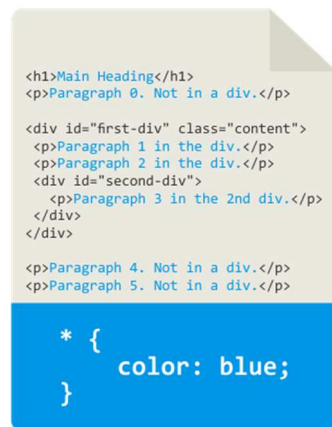 <h1>Main Heading</h1>
<p>Paragraph 0. Not in a div.</p>
<div id="first-div" class="content">
<p>Paragraph 1 in the div.</p>
<p>Paragraph 2 in the div.</p>
<div id="second-div">
<p>Paragraph 3 in the 2nd div.</p>
</div>
</div>
<p>Paragraph 4. Not in a div.</p>
<p>Paragraph 5. Not in a div.</p>
* {
color: blue;
}